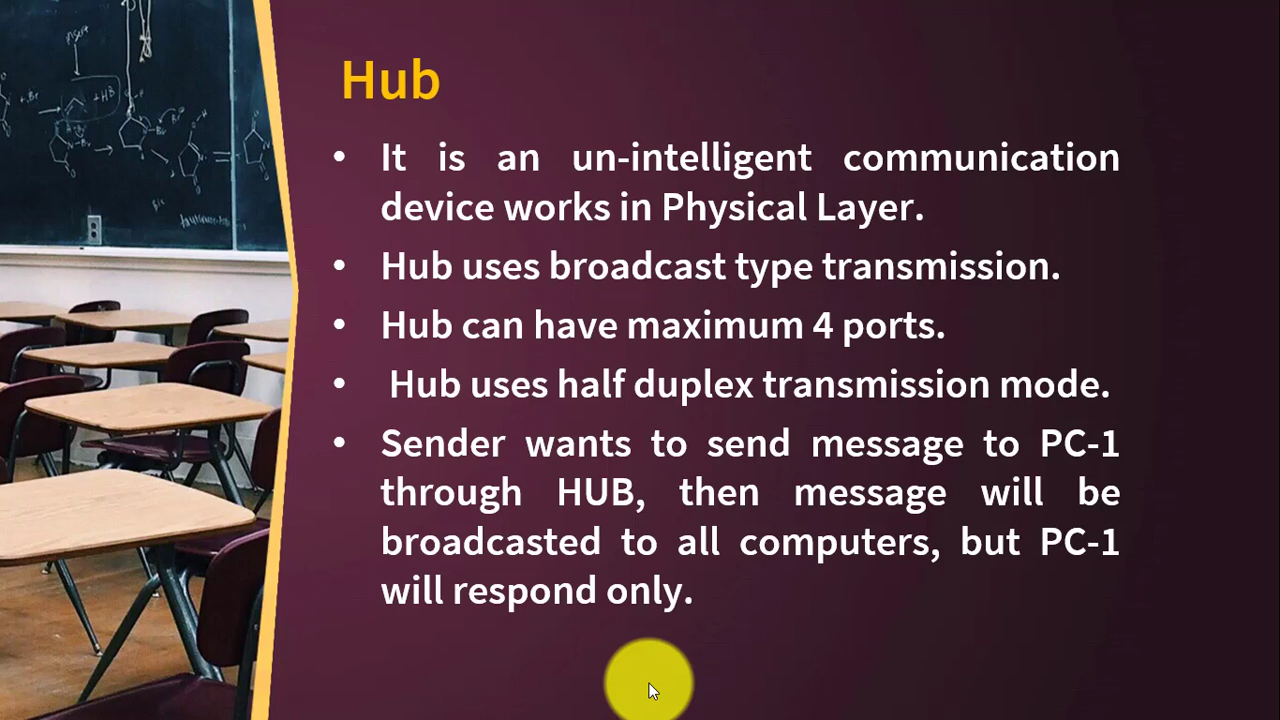 Hub
• It is an un-intelligent communication
device works in Physical Layer.
• Hub uses broadcast type transmission.
• Hub can have maximum 4 ports.
• Hub uses half duplex transmission mode.
• Sender wants to send message to PC-1
through HUB, then message will be
broadcasted to all computers, but PC-1
will respond only.